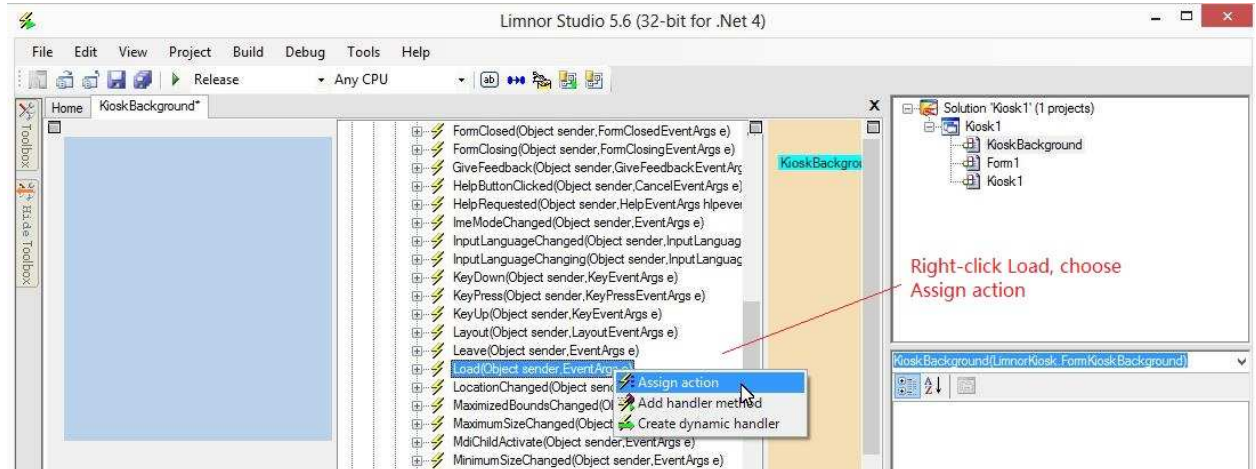 Limnor Studio 5.6 (32-bit for .Net 4)
File Edit View Project Build Debug Tools Help
Release Any CPU ab
Home KioskBackground* X
Toolbox
Hide Toolbox
FormClosed(Object sender,FormClosedEventArgs e)
FormClosing(Object sender,FormClosingEventArgs e)
GiveFeedback(Object sender,GiveFeedbackEventArg
HelpButtonClicked(Object sender,CancelEventArgs e)
HelpRequested(Object sender,HelpEventArgs hlpever
ImeModeChanged(Object sender,EventArgs e)
InputLanguageChanged(Object sender,InputLanguag
InputLanguageChanging(Object sender,InputLanguag
KeyDown(Object sender,KeyEventArgs e)
KeyPress(Object sender,KeyPressEventArgs e)
KeyUp(Object sender,KeyEventArgs e)
Layout(Object sender,LayoutEventArgs e)
Leave(Object sender,EventArgs e)
Load(Object sender,EventArgs e)
LocationChanged(Object send
MaximizedBoundsChanged(O
MaximumSizeChanged(Object
MdiChildActivate(Object sender,EventArgs e)
MinimumSizeChanged(Object sender,EventArgs e)
Assign action
Add handler method
Create dynamic handler
KioskBackgrou
Solution 'Kiosk1' (1 projects)
Kiosk1
KioskBackground
Form1
Kiosk1
Right-click Load, choose
Assign action
KioskBackground(LimnorKiosk.FormKioskBackground)